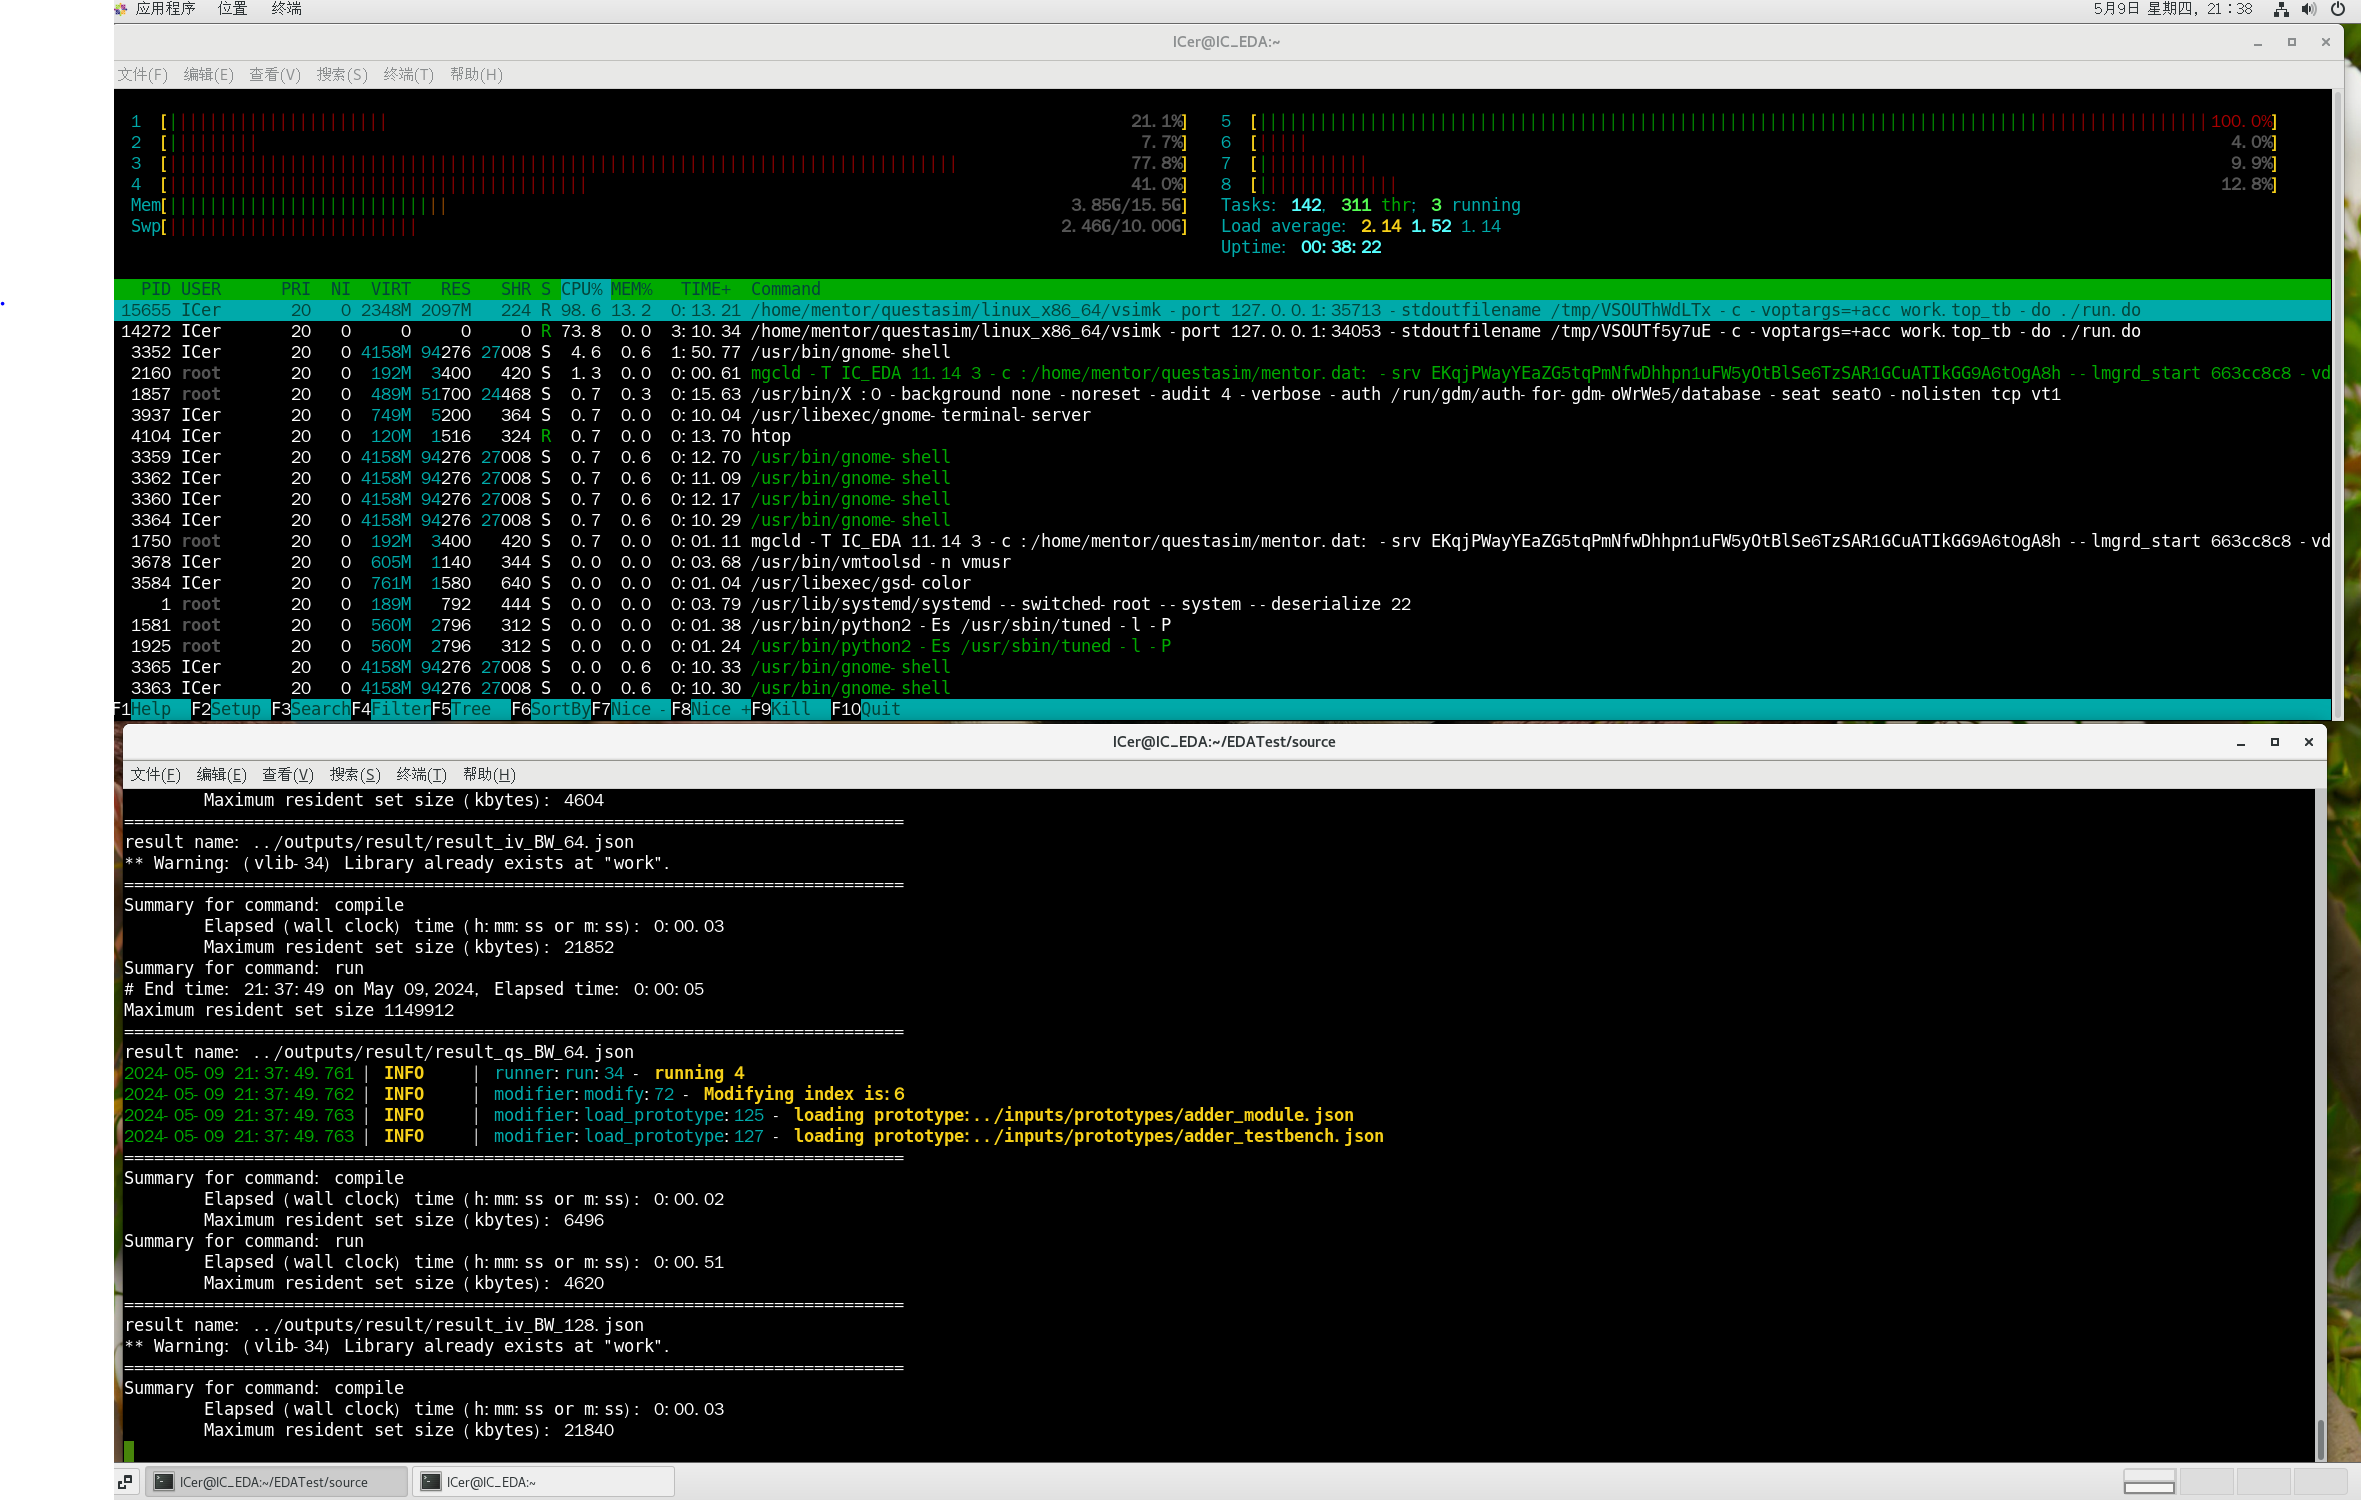 应用程序 位置 终端 5月9日 星期四, 21:38
ICer@IC_EDA:~
文件(F) 编辑(E) 查看(V) 搜索(S) 终端(T) 帮助(H)
1 [ 21.1%] 5 [ 100.0%]
2 [ 7.7%] 6 [ 4.0%]
3 [ 77.8%] 7 [ 9.9%]
4 [ 41.0%] 8 [ 12.8%]
Mem[ 3.85G/15.5G] Tasks: 142, 311 thr; 3 running
Swp[ 2.46G/10.00G] Load average: 2.14 1.52 1.14
Uptime: 00:38:22
PID USER PRI NI VIRT RES SHR S CPU% MEM% TIME+ Command
15655 ICer 20 0 2348M 2097M 224 R 98.6 13.2 0:13.21 /home/mentor/questasim/linux_x86_64/vsimk -port 127.0.0.1:35713 -stdoutfilename /tmp/VSOUThWdLTx -c -voptargs=+acc work.top_tb -do ./run.do
14272 ICer 20 0 0 0 0 R 73.8 0.0 3:10.34 /home/mentor/questasim/linux_x86_64/vsimk -port 127.0.0.1:34053 -stdoutfilename /tmp/VSOUTf5y7uE -c -voptargs=+acc work.top_tb -do ./run.do
3352 ICer 20 0 4158M 94276 27008 S 4.6 0.6 1:50.77 /usr/bin/gnome-shell
2160 root 20 0 192M 3400 420 S 1.3 0.0 0:00.61 mgcld -T IC_EDA 11.14 3 -c :/home/mentor/questasim/mentor.dat: -srv EKqjPWayYEaZG5tqPmNfwDhhpn1uFW5yOtBlSe6TzSAR1GCuATIkGG9A6tOgA8h --lmgrd_start 663cc8c8 -vd
1857 root 20 0 489M 51700 24468 S 0.7 0.3 0:15.63 /usr/bin/X :0 -background none -noreset -audit 4 -verbose -auth /run/gdm/auth-for-gdm-oWrWe5/database -seat seat0 -nolisten tcp vt1
3937 ICer 20 0 749M 5200 364 S 0.7 0.0 0:10.04 /usr/libexec/gnome-terminal-server
4104 ICer 20 0 120M 1516 324 R 0.7 0.0 0:13.70 htop
3359 ICer 20 0 4158M 94276 27008 S 0.7 0.6 0:12.70 /usr/bin/gnome-shell
3362 ICer 20 0 4158M 94276 27008 S 0.7 0.6 0:11.09 /usr/bin/gnome-shell
3360 ICer 20 0 4158M 94276 27008 S 0.7 0.6 0:12.17 /usr/bin/gnome-shell
3364 ICer 20 0 4158M 94276 27008 S 0.7 0.6 0:10.29 /usr/bin/gnome-shell
1750 root 20 0 192M 3400 420 S 0.7 0.0 0:01.11 mgcld -T IC_EDA 11.14 3 -c :/home/mentor/questasim/mentor.dat: -srv EKqjPWayYEaZG5tqPmNfwDhhpn1uFW5yOtBlSe6TzSAR1GCuATIkGG9A6tOgA8h --lmgrd_start 663cc8c8 -vd
3678 ICer 20 0 605M 1140 344 S 0.0 0.0 0:03.68 /usr/bin/vmtoolsd -n vmusr
3584 ICer 20 0 761M 1580 640 S 0.0 0.0 0:01.04 /usr/libexec/gsd-color
1 root 20 0 189M 792 444 S 0.0 0.0 0:03.79 /usr/lib/systemd/systemd --switched-root --system --deserialize 22
1581 root 20 0 560M 2796 312 S 0.0 0.0 0:01.38 /usr/bin/python2 -Es /usr/sbin/tuned -l -P
1925 root 20 0 560M 2796 312 S 0.0 0.0 0:01.24 /usr/bin/python2 -Es /usr/sbin/tuned -l -P
3365 ICer 20 0 4158M 94276 27008 S 0.0 0.6 0:10.33 /usr/bin/gnome-shell
3363 ICer 20 0 4158M 94276 27008 S 0.0 0.6 0:10.30 /usr/bin/gnome-shell
F1Help F2Setup F3SearchF4FilterF5Tree F6SortByF7Nice -F8Nice +F9Kill F10Quit
ICer@IC_EDA:~/EDATest/source
文件(F) 编辑(E) 查看(V) 搜索(S) 终端(T) 帮助(H)
Maximum resident set size (kbytes): 4604
==============================================================================
result name: ../outputs/result/result_iv_BW_64.json
** Warning: (vlib-34) Library already exists at "work".
==============================================================================
Summary for command: compile
Elapsed (wall clock) time (h:mm:ss or m:ss): 0:00.03
Maximum resident set size (kbytes): 21852
Summary for command: run
# End time: 21:37:49 on May 09,2024, Elapsed time: 0:00:05
Maximum resident set size 1149912
==============================================================================
result name: ../outputs/result/result_qs_BW_64.json
2024-05-09 21:37:49.761 | INFO | runner:run:34 - running 4
2024-05-09 21:37:49.762 | INFO | modifier:modify:72 - Modifying index is:6
2024-05-09 21:37:49.763 | INFO | modifier:load_prototype:125 - loading prototype:../inputs/prototypes/adder_module.json
2024-05-09 21:37:49.763 | INFO | modifier:load_prototype:127 - loading prototype:../inputs/prototypes/adder_testbench.json
==============================================================================
Summary for command: compile
Elapsed (wall clock) time (h:mm:ss or m:ss): 0:00.02
Maximum resident set size (kbytes): 6496
Summary for command: run
Elapsed (wall clock) time (h:mm:ss or m:ss): 0:00.51
Maximum resident set size (kbytes): 4620
==============================================================================
result name: ../outputs/result/result_iv_BW_128.json
** Warning: (vlib-34) Library already exists at "work".
==============================================================================
Summary for command: compile
Elapsed (wall clock) time (h:mm:ss or m:ss): 0:00.03
Maximum resident set size (kbytes): 21840
ICer@IC_EDA:~/EDATest/source ICer@IC_EDA:~